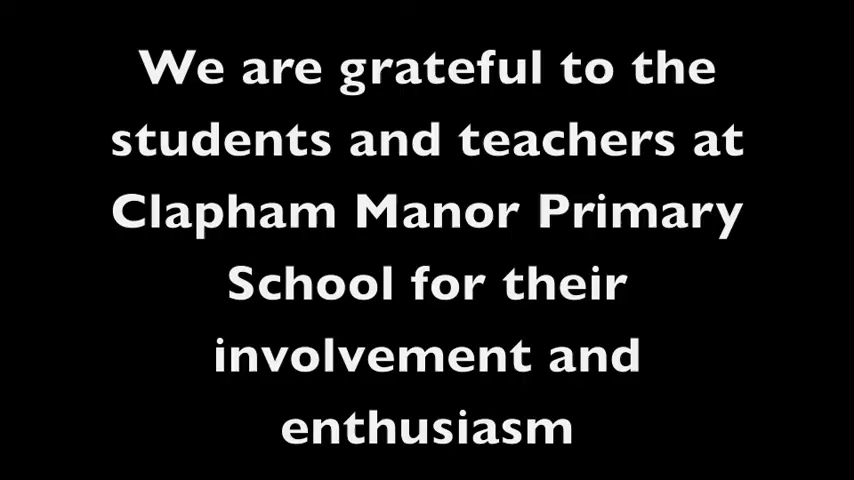 We are grateful to the
students and teachers at
Clapham Manor Primary
School for their
involvement and
enthusiasm